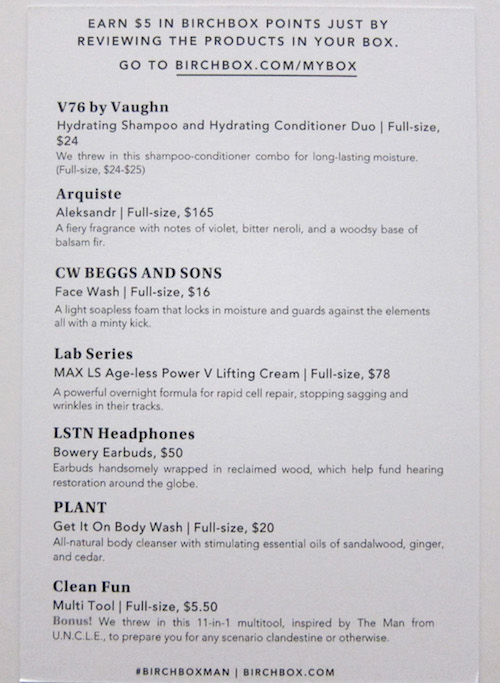 EARN $5 IN BIRCHBOX POINTS JUST BY
REVIEWING THE PRODUCTS IN YOUR BOX.
GO TO BIRCHBOX.COM/MYBOX
V76 by Vaughn
Hydrating Shampoo and Hydrating Conditioner Duo | Full-size,
$24
We threw in this shampoo-conditioner combo for long-lasting moisture.
(Full-size, $24-$25)
Arquiste
Aleksandr | Full-size, $165
A fiery fragrance with notes of violet, bitter neroli, and a woodsy base of
balsam fir.
CW BEGGS AND SONS
Face Wash | Full-size, $16
A light soapless foam that locks in moisture and guards against the elements
all with a minty kick.
Lab Series
MAX LS Age-less Power V Lifting Cream | Full-size, $78
A powerful overnight formula for rapid cell repair, stopping sagging and
wrinkles in their tracks.
LSTN Headphones
Bowery Earbuds, $50
Earbuds handsomely wrapped in reclaimed wood, which help fund hearing
restoration around the globe.
PLANT
Get It On Body Wash | Full-size, $20
All-natural body cleanser with stimulating essential oils of sandalwood, ginger,
and cedar.
Clean Fun
Multi Tool | Full-size, $5.50
Bonus! We threw in this 11-in-1 multitool, inspired by The Man from
U.N.C.L.E., to prepare you for any scenario clandestine or otherwise.
#BIRCHBOXMAN | BIRCHBOX.COM